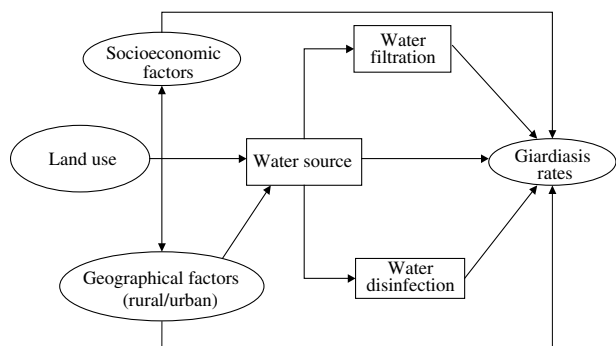 Socioeconomic
factors
Water
filtration
Land use
Water source
Giardiasis
rates
Geographical factors
(rural/urban)
Water
disinfection